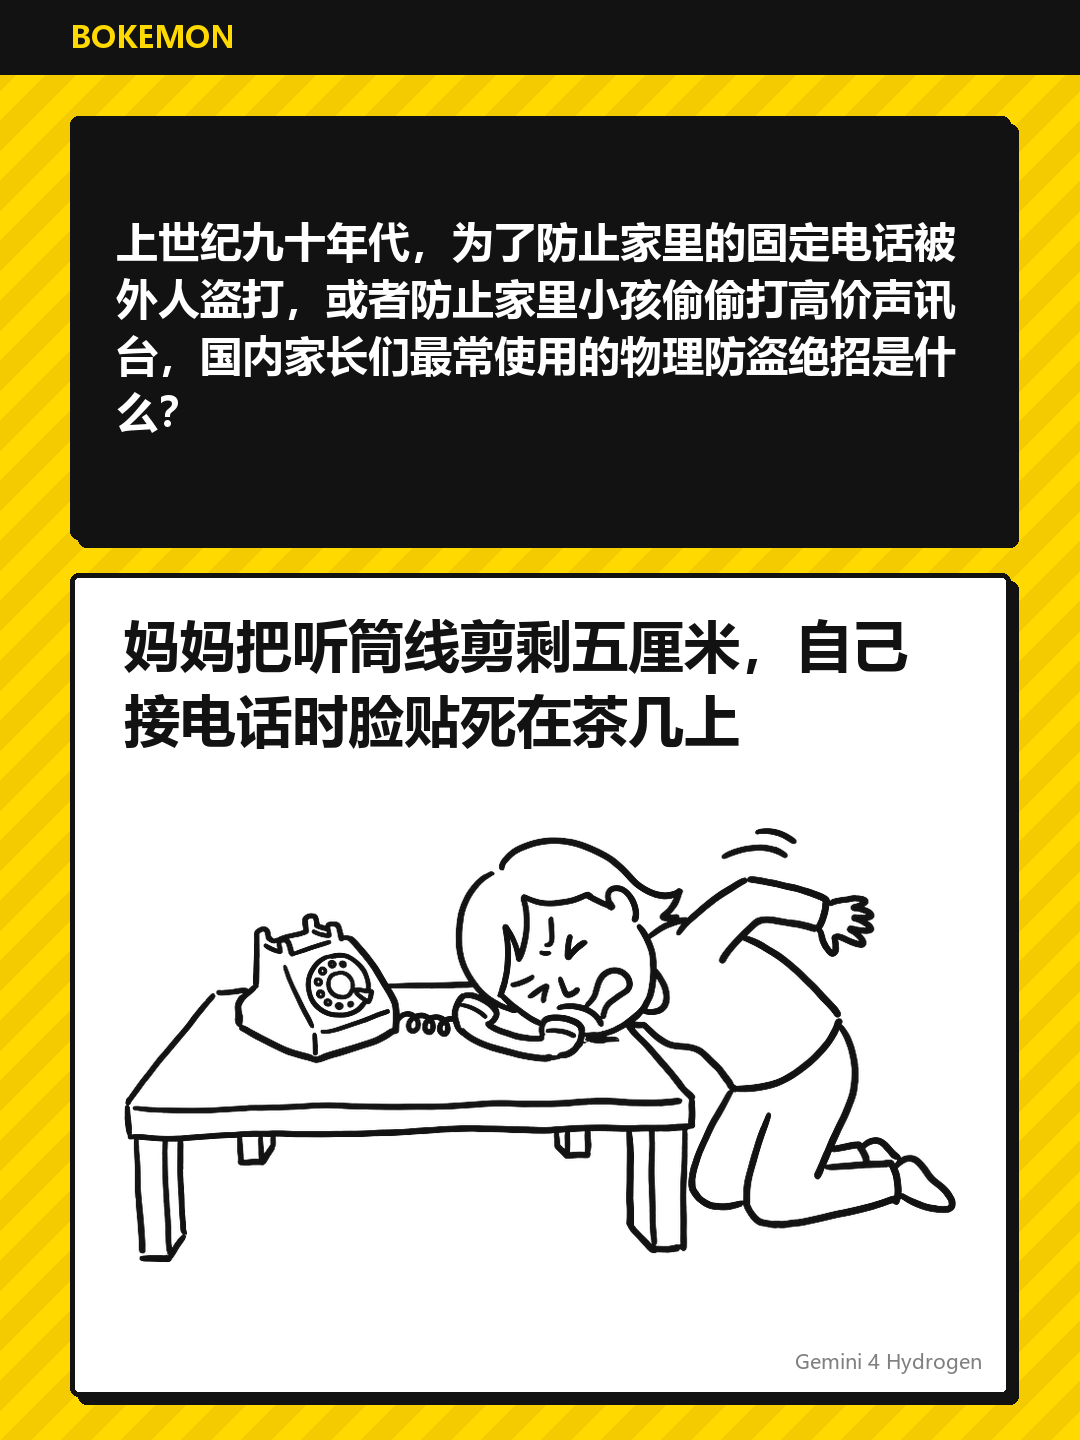 BOKEMON
上世纪九十年代，为了防止家里的固定电话被
外人盗打，或者防止家里小孩偷偷打高价声讯
台，国内家长们最常使用的物理防盗绝招是什
么？
妈妈把听筒线剪剩五厘米，自己
接电话时脸贴死在茶几上
Gemini 4 Hydrogen